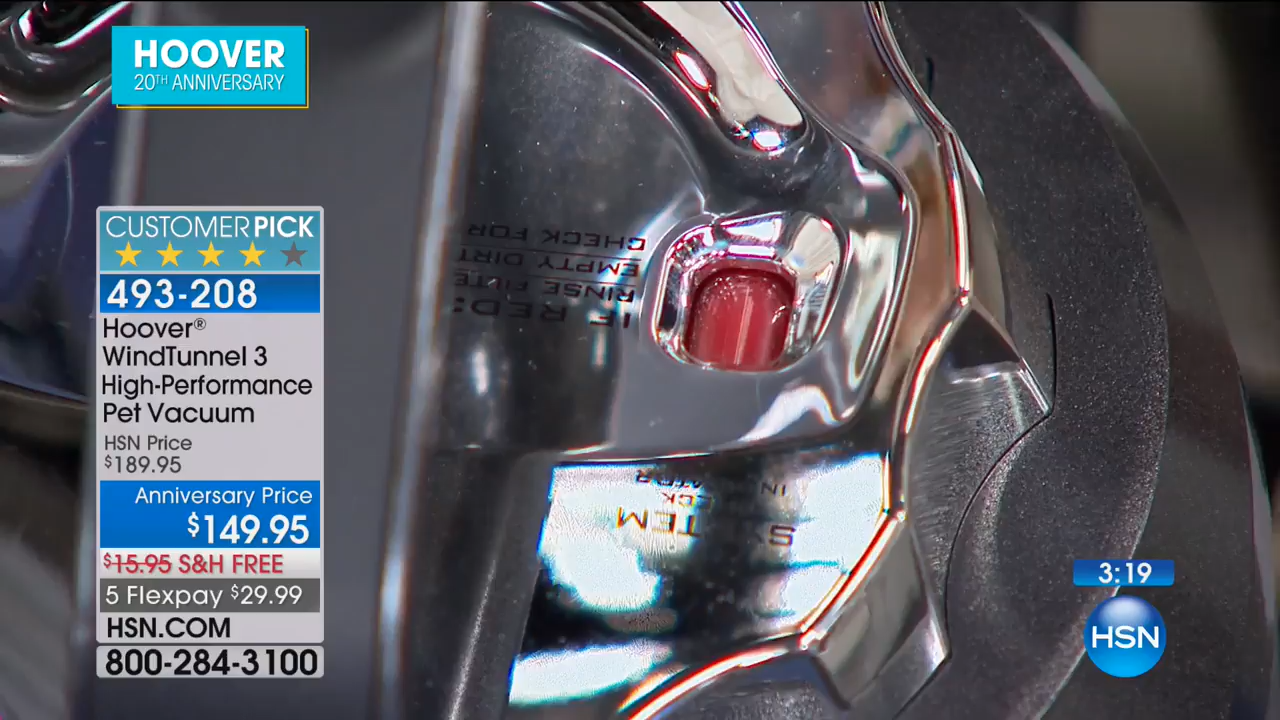 HOOVER
20TH ANNIVERSARY
CUSTOMER PICK
493-208
Hoover®
WindTunnel 3
High-Performance
Pet Vacuum
HSN Price
$189.95
Anniversary Price
$149.95
$15.95 S&H FREE
5 Flexpay $29.99
HSN.COM
800-284-3100
IF RED:
RINSE
EMPTY DIRT
CHECK FOR
IN
3:19
HSN